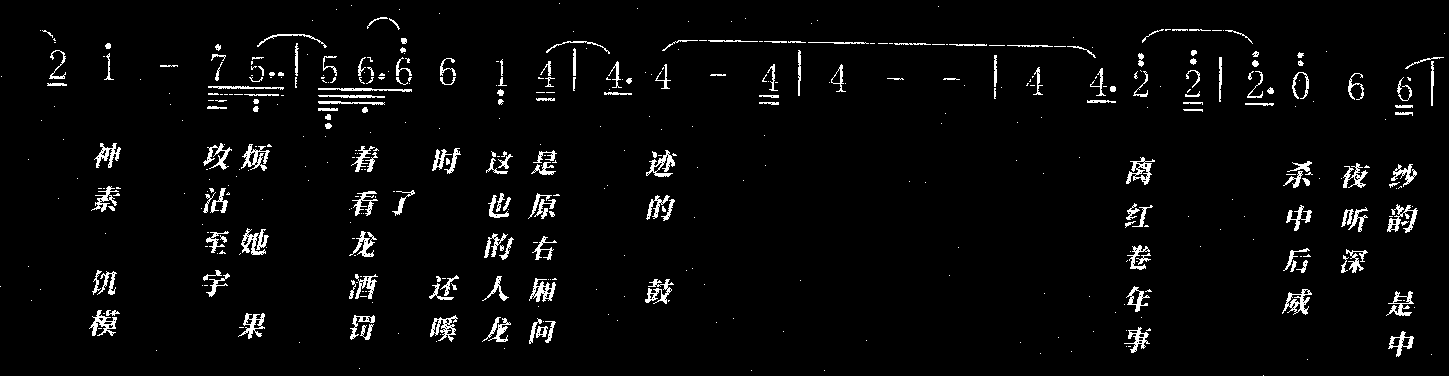 2 1 - 7 5·· | 5 6· 6 6 1 4 | 4· 4 - 4 | 4 - - | 4 4· 2 2 | 2· 0 6 6 |
神 攻 烦 着 时 这 是 迹 离 杀 夜 纱
素 沾 看 了 也 原 的 红 中 听 韵
至 她 龙 的 右 卷 后 深
饥 宇 酒 还 人 厢 鼓 年 威 是
模 果 罚 嗘 龙 问 事 中